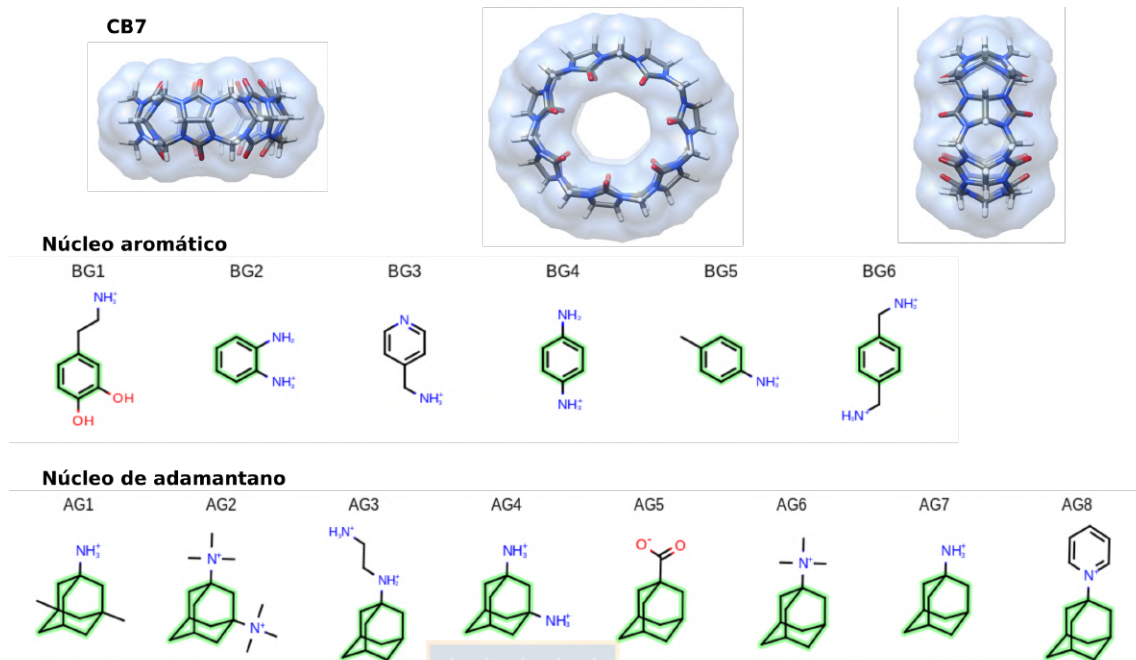 CB7
Núcleo aromático
BG1 BG2 BG3 BG4 BG5 BG6
NH₃⁺
NH₂
NH₃⁺
N
NH₃⁺
NH₂
NH₃⁺
NH₃⁺
NH₃⁺
H₃N⁺
OH
OH
Núcleo de adamantano
AG1 AG2 AG3 AG4 AG5 AG6 AG7 AG8
NH₃⁺
N⁺
N⁺
H₃N⁺
NH₂⁺
NH₃⁺
NH₃⁺
O⁻
O
N⁺
NH₃⁺
N⁺